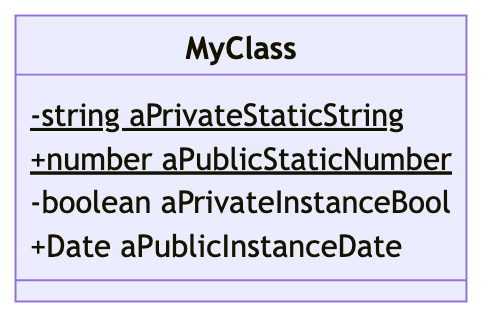 MyClass
-string aPrivateStaticString
+number aPublicStaticNumber
-boolean aPrivateInstanceBool
+Date aPublicInstanceDate